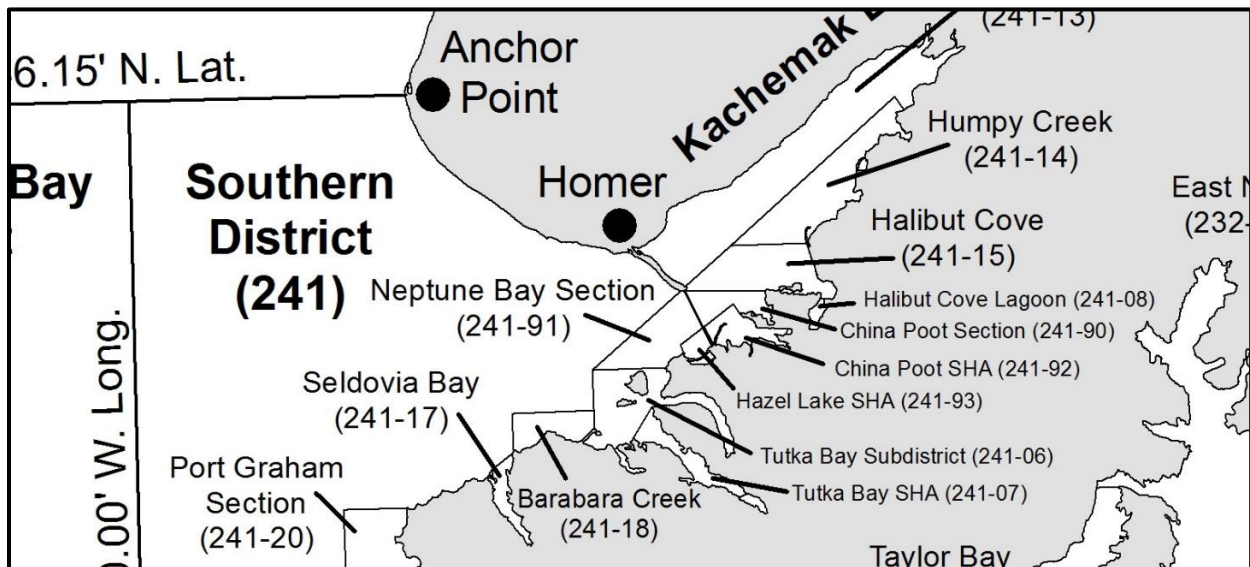 (241-13)
Anchor
Point
6.15' N. Lat.
Kachemak
Humpy Creek
(241-14)
Bay
Southern
District
(241)
Homer
East
(232-
Halibut Cove
(241-15)
Neptune Bay Section
(241-91)
Halibut Cove Lagoon (241-08)
China Poot Section (241-90)
China Poot SHA (241-92)
Hazel Lake SHA (241-93)
Seldovia Bay
(241-17)
Tutka Bay Subdistrict (241-06)
Tutka Bay SHA (241-07)
Port Graham
Section
(241-20)
Barabara Creek
(241-18)
0.00' W. Long.
Taylor Bay